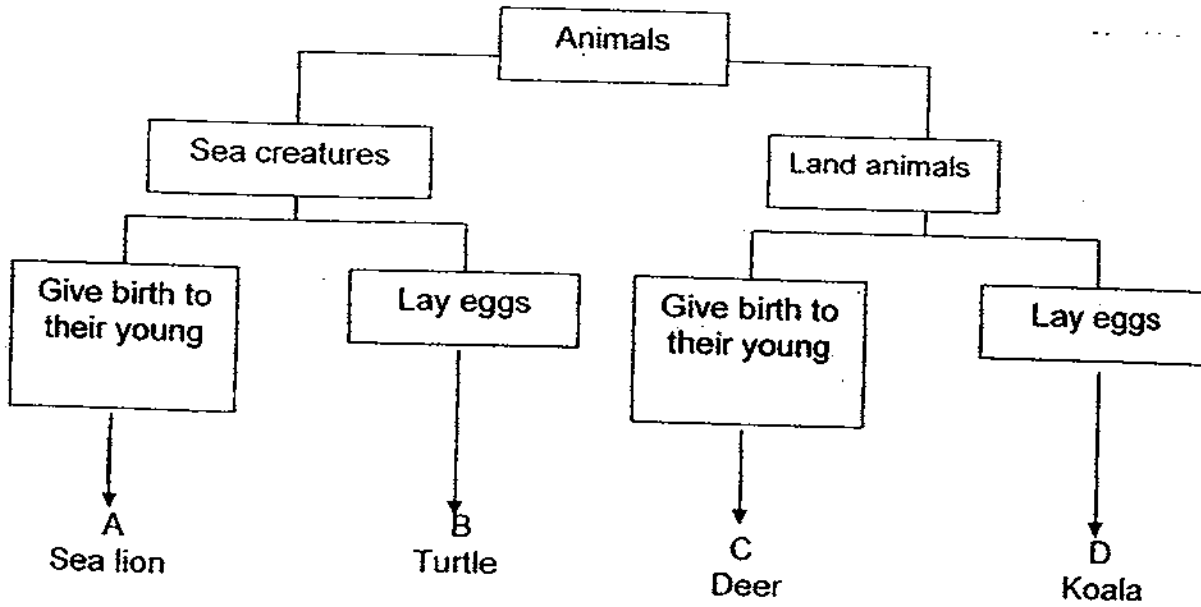 Animals
Sea creatures
Land animals
Give birth to
their young
Lay eggs
Give birth to
their young
Lay eggs
A
Sea lion
B
Turtle
C
Deer
D
Koala